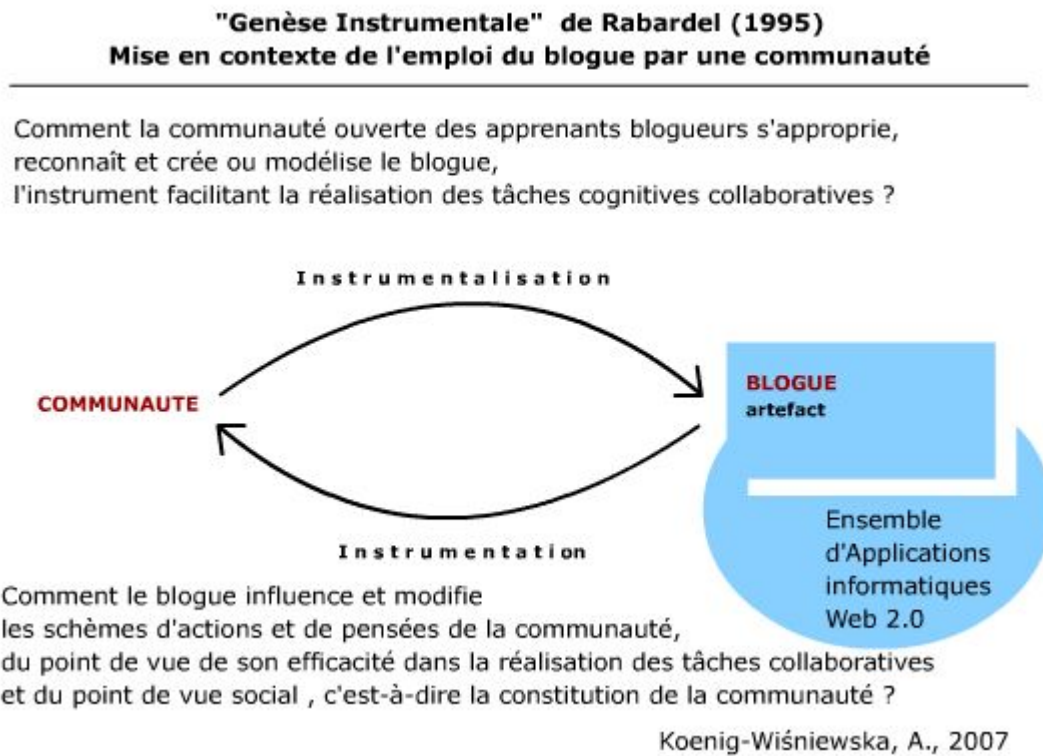 "Genèse Instrumentale" de Rabardel (1995)
Mise en contexte de l'emploi du blogue par une communauté
Comment la communauté ouverte des apprenants blogueurs s'approprie,
reconnaît et crée ou modélise le blogue,
l'instrument facilitant la réalisation des tâches cognitives collaboratives ?
Instrumentalisation
COMMUNAUTE
BLOGUE
artefact
Ensemble
d'Applications
informatiques
Web 2.0
Instrumentation
Comment le blogue influence et modifie
les schèmes d'actions et de pensées de la communauté,
du point de vue de son efficacité dans la réalisation des tâches collaboratives
et du point de vue social , c'est-à-dire la constitution de la communauté ?
Koenig-Wiśniewska, A., 2007